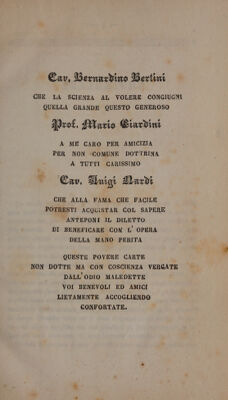 Cav. Bernardino Bertini
CHE LA SCIENZA AL VOLERE CONGIUGNI
QUELLA GRANDE QUESTO GENEROSO
Prof. Mario Giardini
A ME CARO PER AMICIZIA
PER NON COMUNE DOTTRINA
A TUTTI CARISSIMO
Cav. Luigi Nardi
CHE ALLA FAMA CHE FACILE
POTRESTI ACQUISTAR COL SAPERE
ANTEPONI IL DILETTO
DI BENEFICARE CON L'OPERA
DELLA MANO PERITA
QUESTE POVERE CARTE
NON DOTTE MA CON COSCIENZA VERGATE
DALL'ODIO MALEDETTE
VOI BENEVOLI ED AMICI
LIETAMENTE ACCOGLIENDO
CONFORTATE.